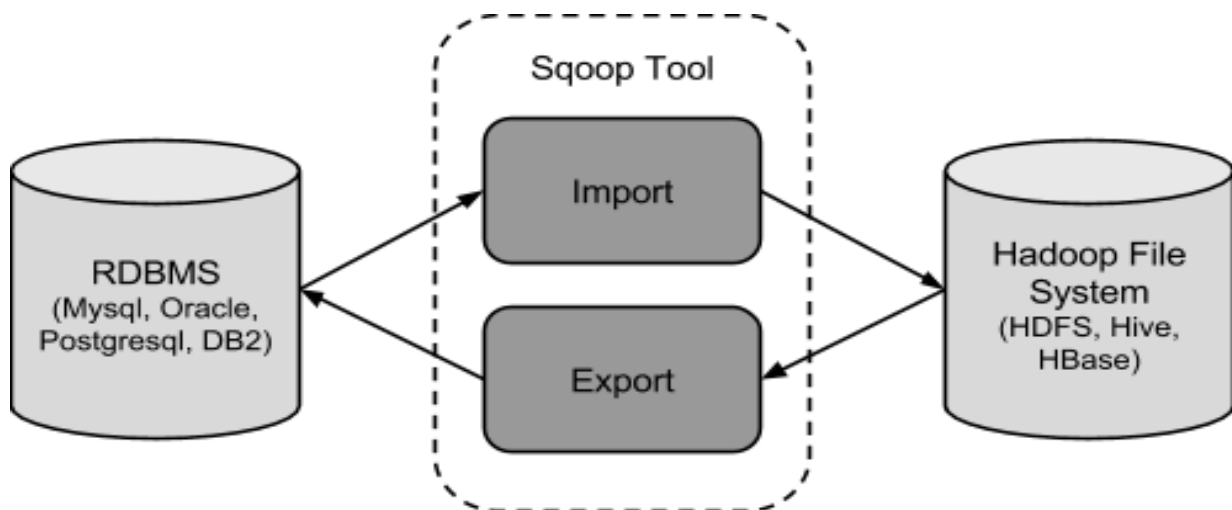 Sqoop Tool
Import
RDBMS
(Mysql, Oracle,
Postgresql, DB2)
Hadoop File
System
(HDFS, Hive,
HBase)
Export